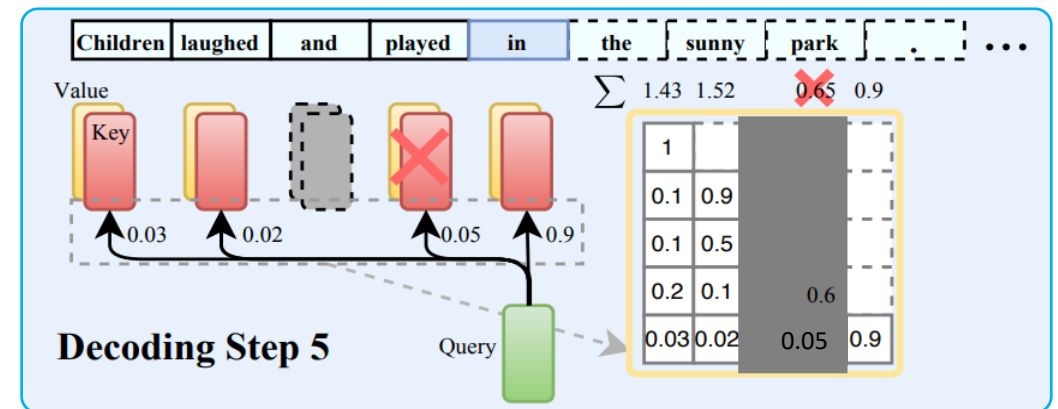 Children laughed and played in the sunny park . ...
Value
∑ 1.43 1.52 0.65 0.9
Key
1
0.1 0.9
0.1 0.5
0.2 0.1 0.6
0.03 0.02 0.05 0.9
0.03 0.02 0.05 0.9
Decoding Step 5
Query